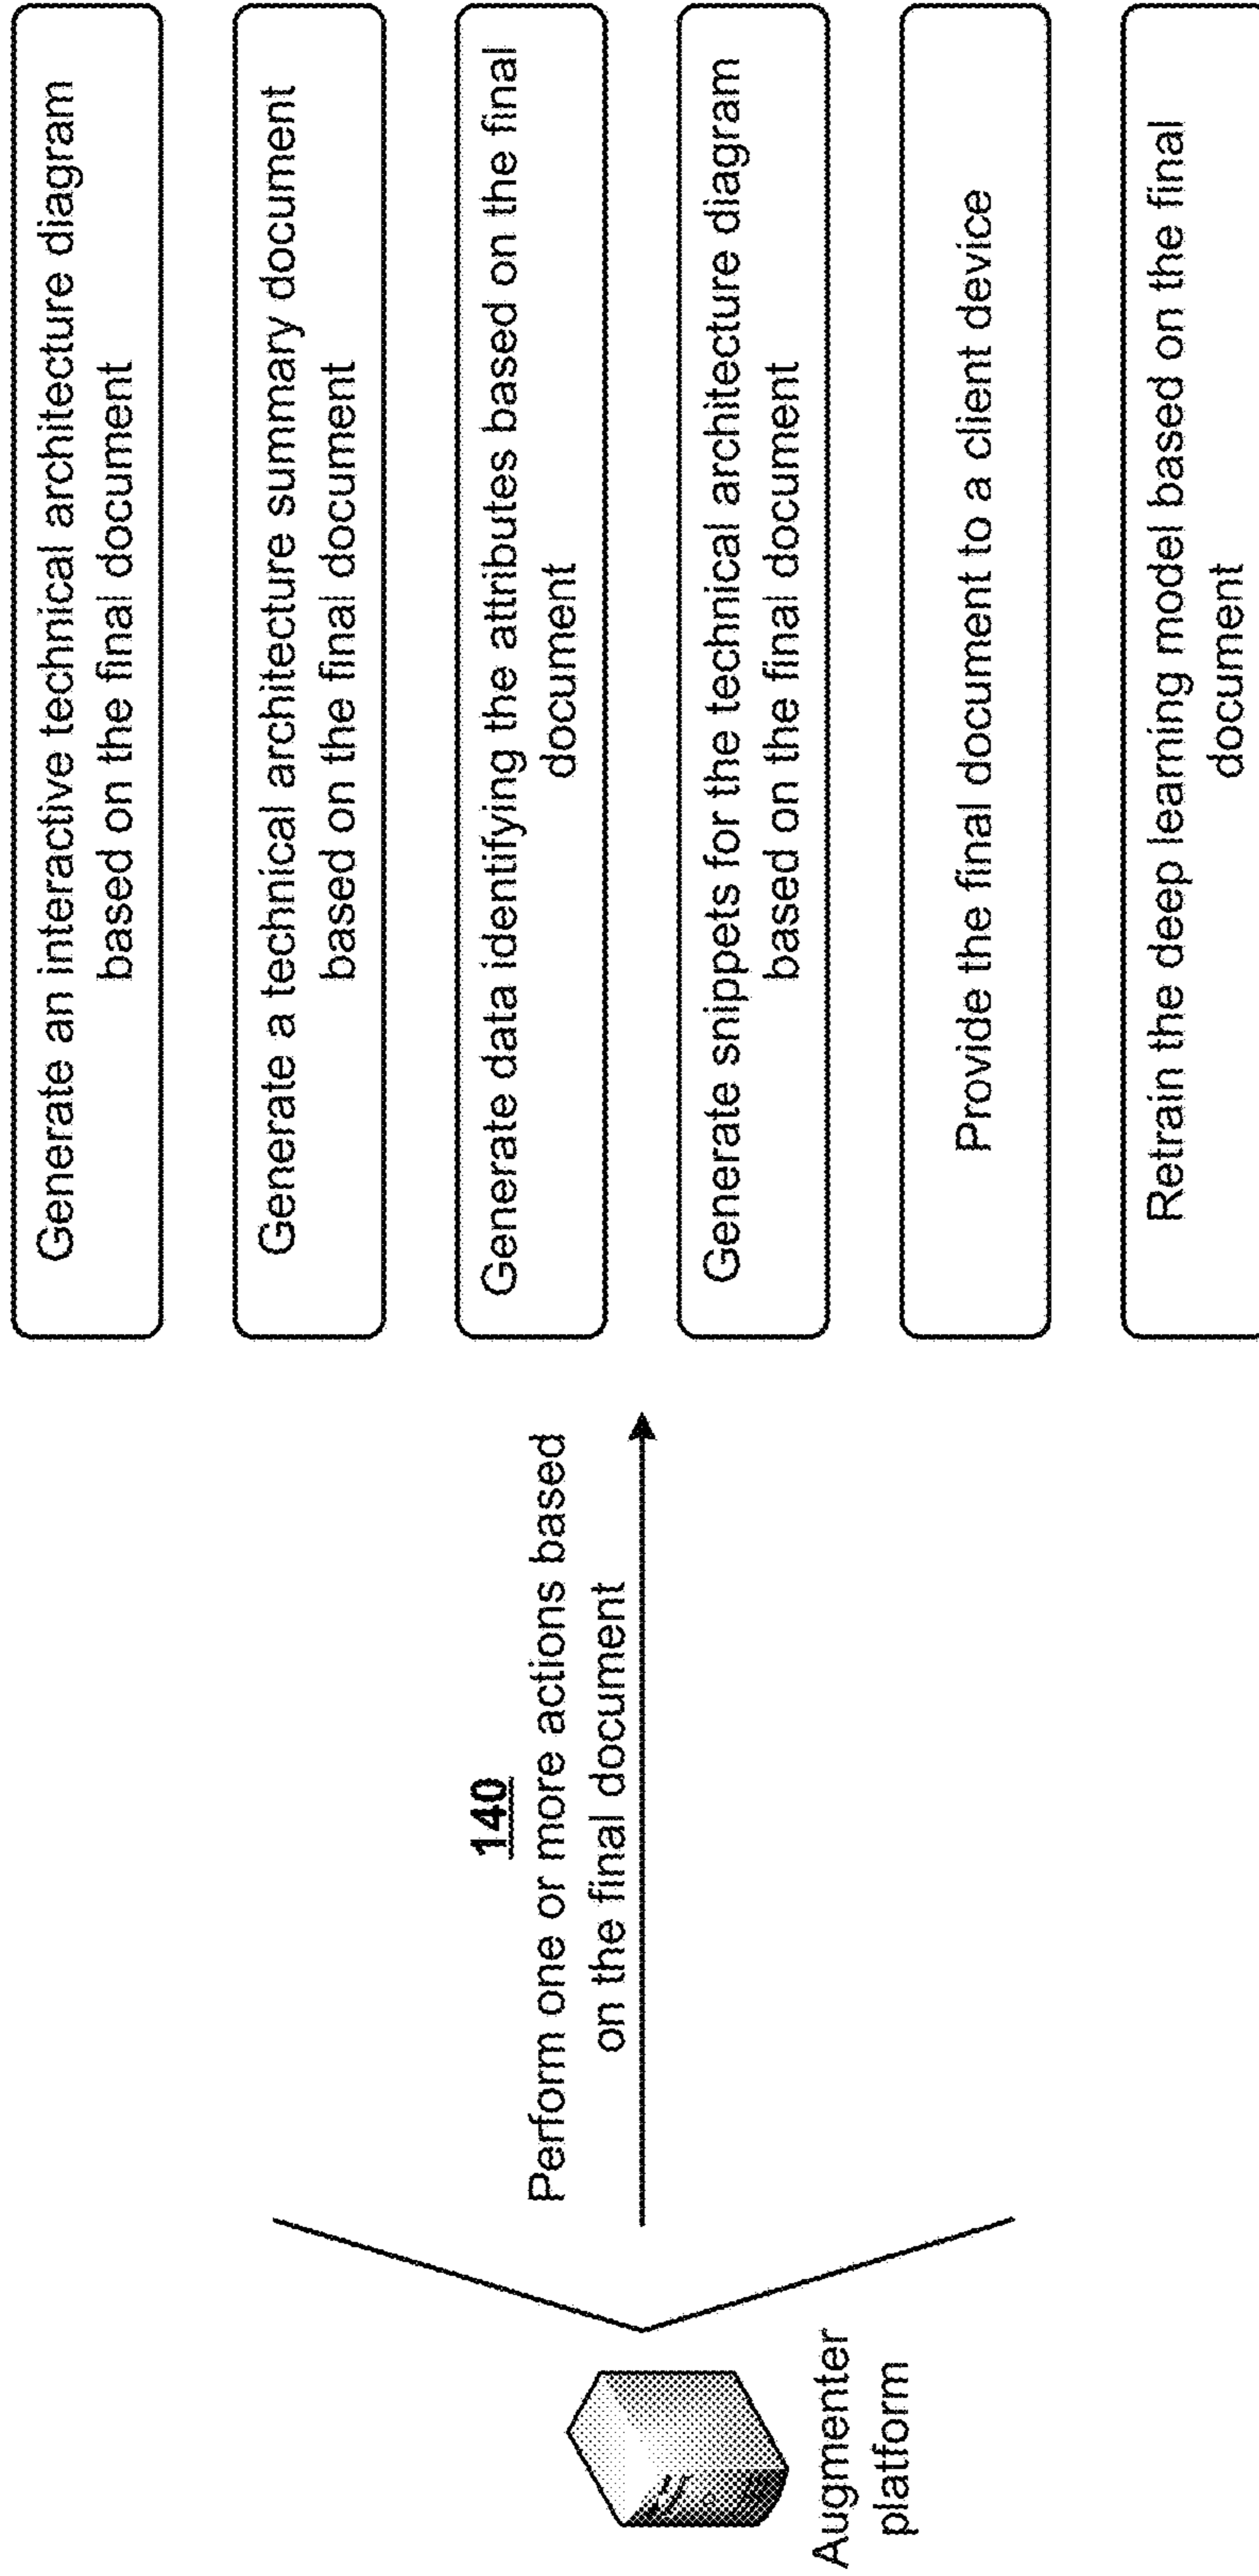 140
Perform one or more actions based
on the final document
Augmenter
platform
Generate an interactive technical architecture diagram
based on the final document
Generate a technical architecture summary document
based on the final document
Generate data identifying the attributes based on the final
document
Generate snippets for the technical architecture diagram
based on the final document
Provide the final document to a client device
Retrain the deep learning model based on the final
document